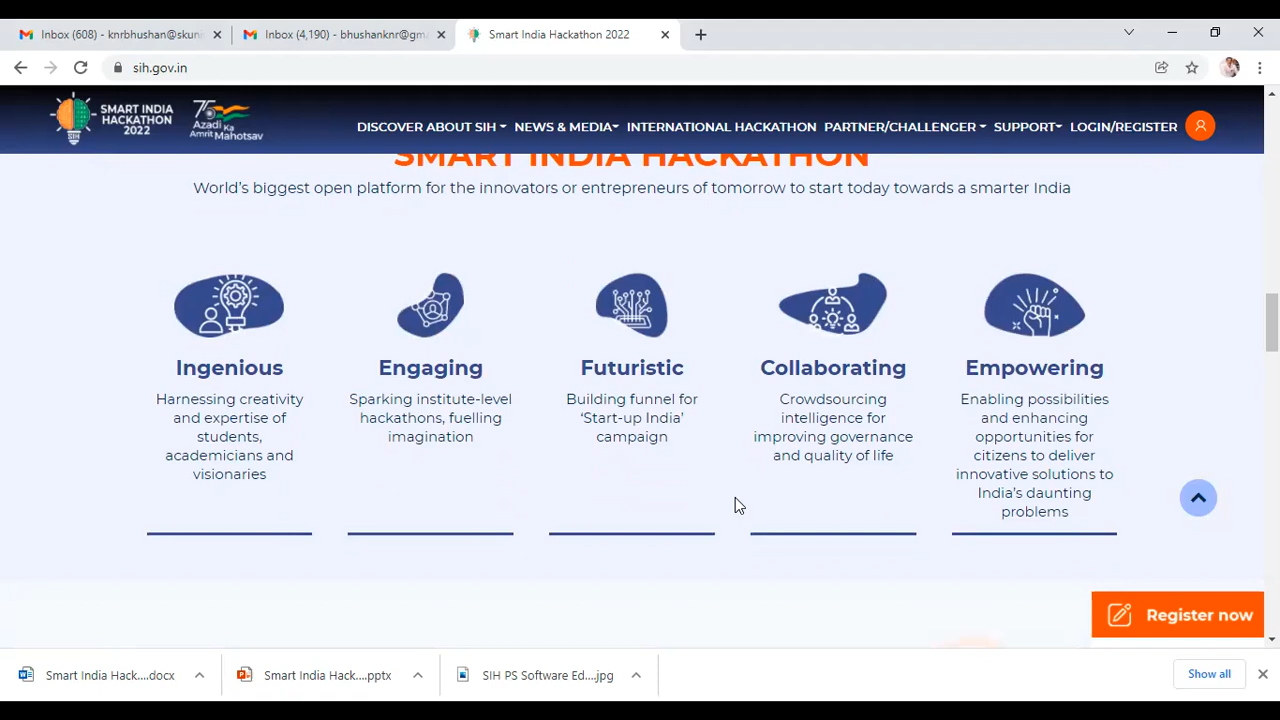 Inbox (608) - knrbhushan@skuni
Inbox (4,190) - bhushanknr@gm
Smart India Hackathon 2022
sih.gov.in
SMART INDIA
HACKATHON
2022
75
Azadi Ka
Amrit Mahotsav
DISCOVER ABOUT SIH
NEWS & MEDIA
INTERNATIONAL HACKATHON
PARTNER/CHALLENGER
SUPPORT
LOGIN/REGISTER
SMART INDIA HACKATHON
World's biggest open platform for the innovators or entrepreneurs of tomorrow to start today towards a smarter India
Ingenious
Harnessing creativity
and expertise of
students,
academicians and
visionaries
Engaging
Sparking institute-level
hackathons, fuelling
imagination
Futuristic
Building funnel for
‘Start-up India’
campaign
Collaborating
Crowdsourcing
intelligence for
improving governance
and quality of life
Empowering
Enabling possibilities
and enhancing
opportunities for
citizens to deliver
innovative solutions to
India's daunting
problems
Register now
Smart India Hack....docx
Smart India Hack....pptx
SIH PS Software Ed....jpg
Show all